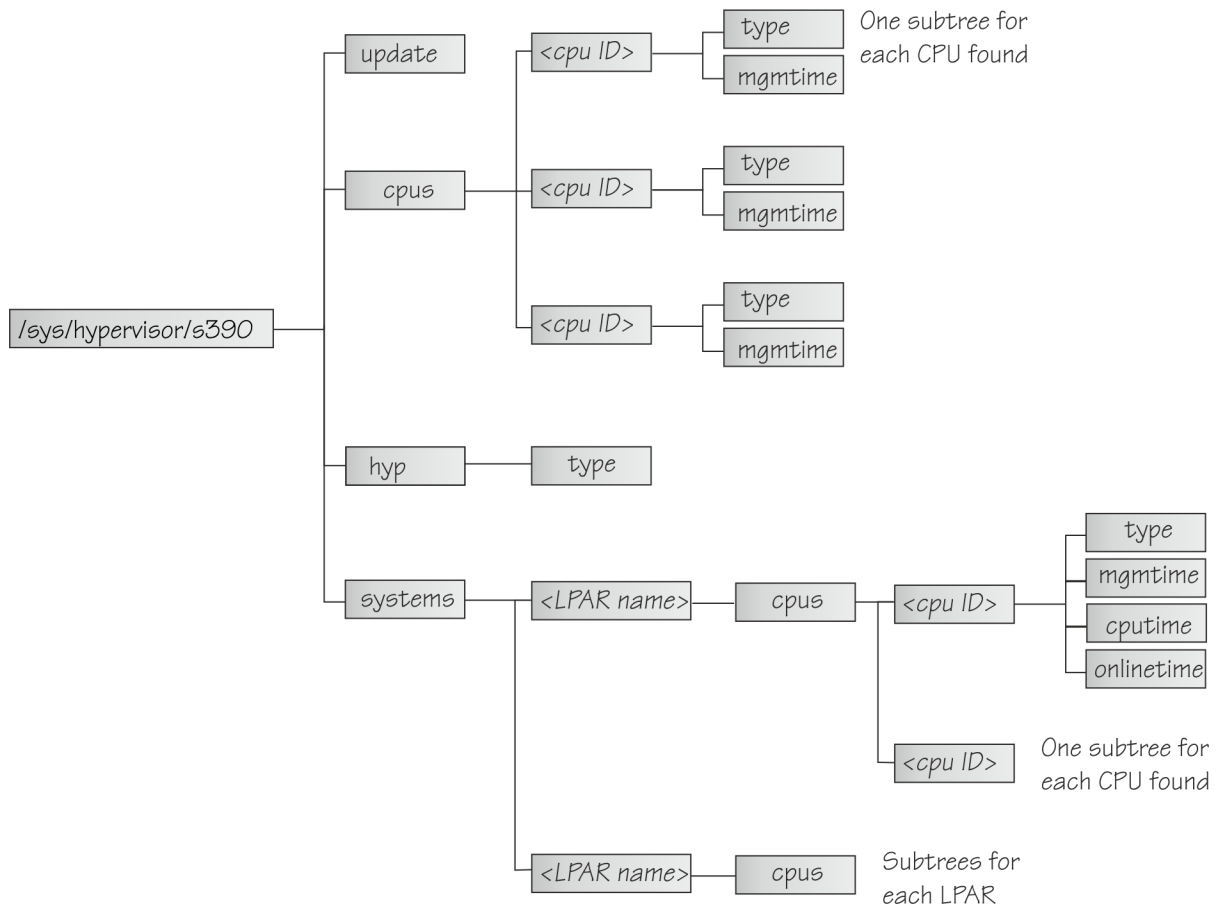 /sys/hypervisor/s390
update
cpus
<cpu ID>
type
mgmtime
One subtree for
each CPU found
<cpu ID>
type
mgmtime
<cpu ID>
type
mgmtime
hyp
type
systems
<LPAR name>
cpus
<cpu ID>
type
mgmtime
cputime
onlinetime
<cpu ID>
One subtree for
each CPU found
<LPAR name>
cpus
Subtrees for
each LPAR